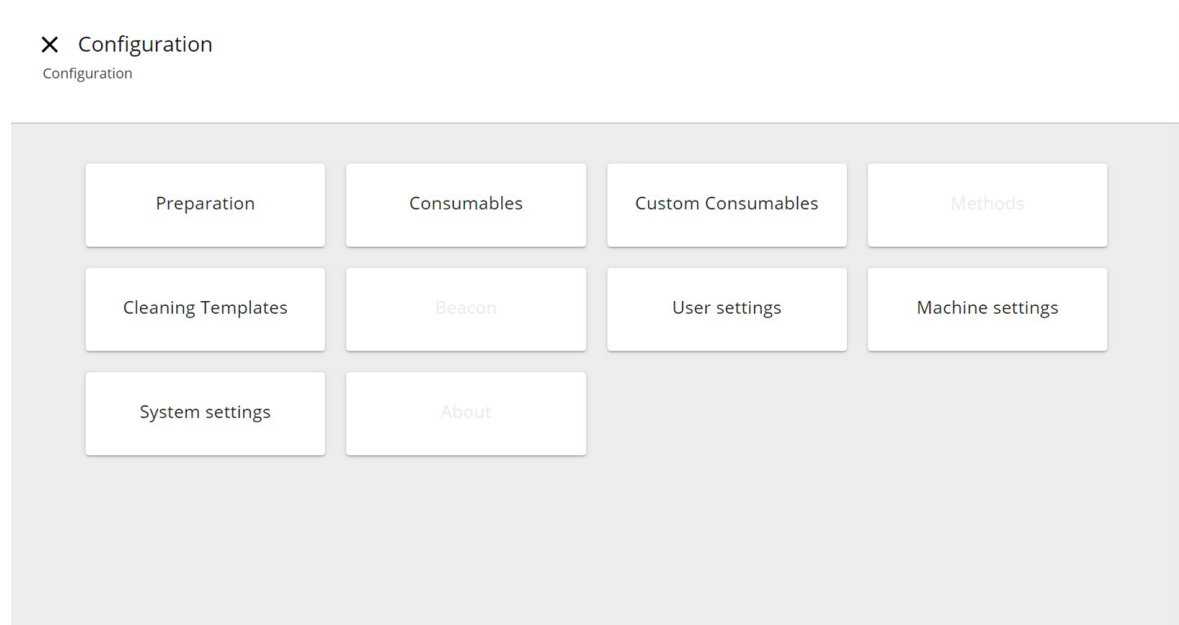 Configuration
Configuration
Preparation
Consumables
Custom Consumables
Methods
Cleaning Templates
Beacon
User settings
Machine settings
System settings
About